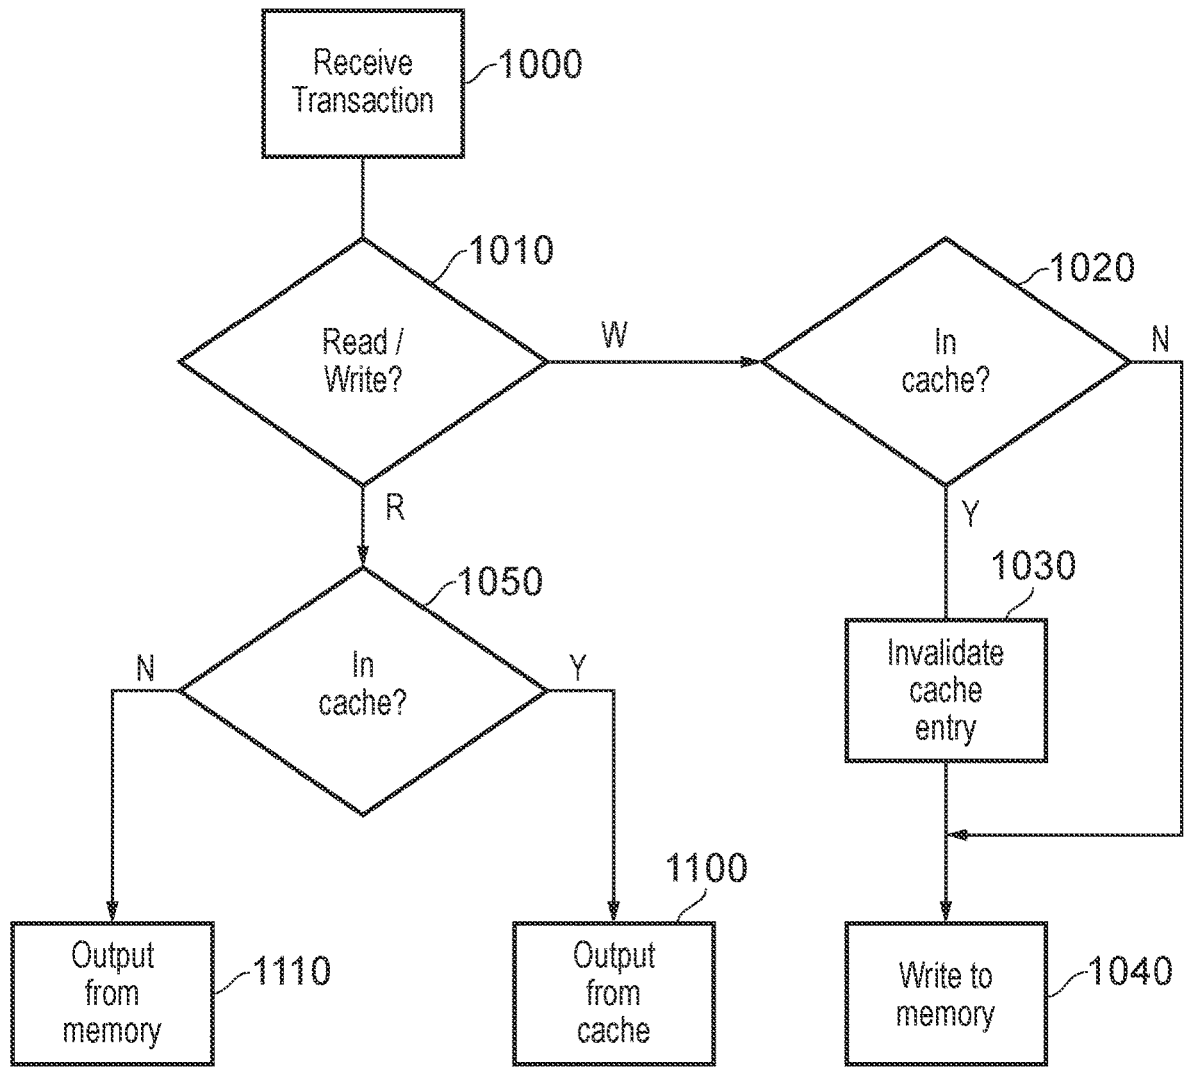 Receive
Transaction
1000
1010
Read /
Write?
W
1020
In
cache?
N
R
Y
1050
In
cache?
N
Y
1030
Invalidate
cache
entry
1100
Output
from
memory
1110
Output
from
cache
Write to
memory
1040